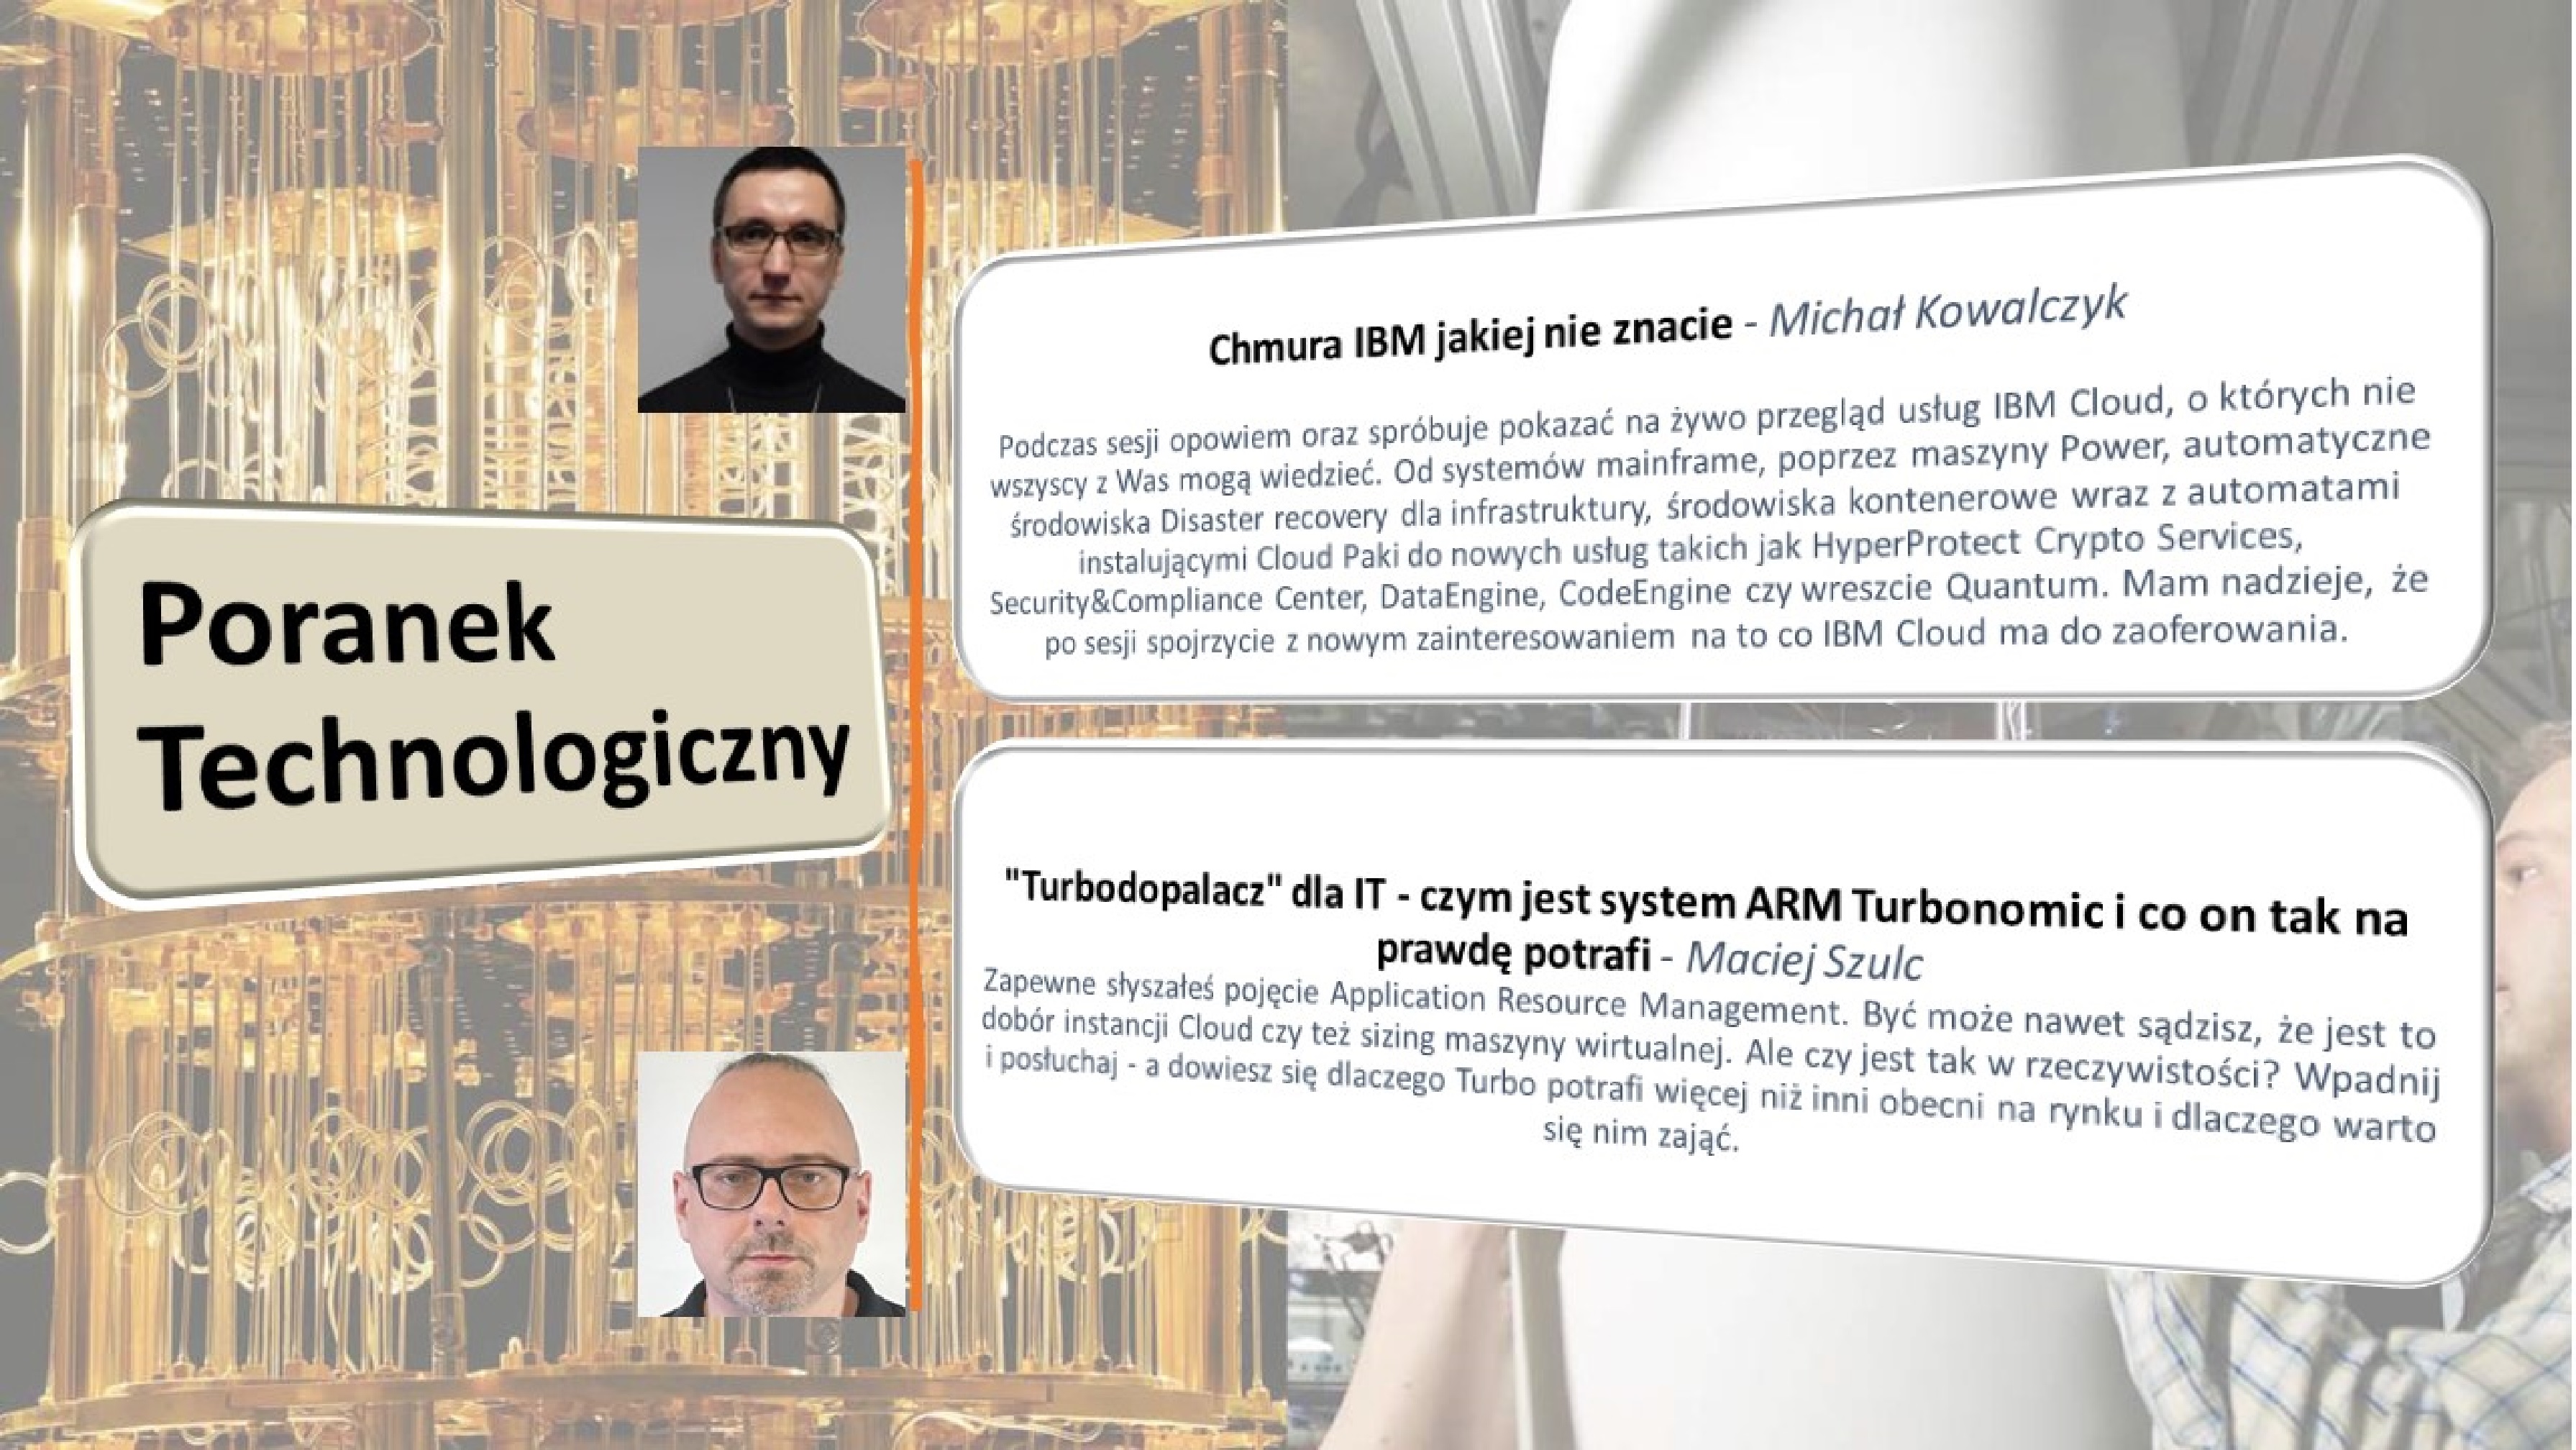 Poranek
Technologiczny
Chmura IBM jakiej nie znacie - Michał Kowalczyk
Podczas sesji opowiem oraz spróbuje pokazać na żywo przegląd usług IBM Cloud, o których nie
wszyscy z Was mogą wiedzieć. Od systemów mainframe, poprzez maszyny Power, automatyczne
środowiska Disaster recovery dla infrastruktury, środowiska kontenerowe wraz z automatami
instalującymi Cloud Paki do nowych usług takich jak HyperProtect Crypto Services,
Security&Compliance Center, DataEngine, CodeEngine czy wreszcie Quantum. Mam nadzieje, że
po sesji spojrzycie z nowym zainteresowaniem na to co IBM Cloud ma do zaoferowania.
"Turbodopalacz" dla IT - czym jest system ARM Turbonomic i co on tak na
prawdę potrafi - Maciej Szulc
Zapewne słyszałeś pojęcie Application Resource Management. Być może nawet sądzisz, że jest to
dobór instancji Cloud czy też sizing maszyny wirtualnej. Ale czy jest tak w rzeczywistości? Wpadnij
i posłuchaj - a dowiesz się dlaczego Turbo potrafi więcej niż inni obecni na rynku i dlaczego warto
się nim zająć.